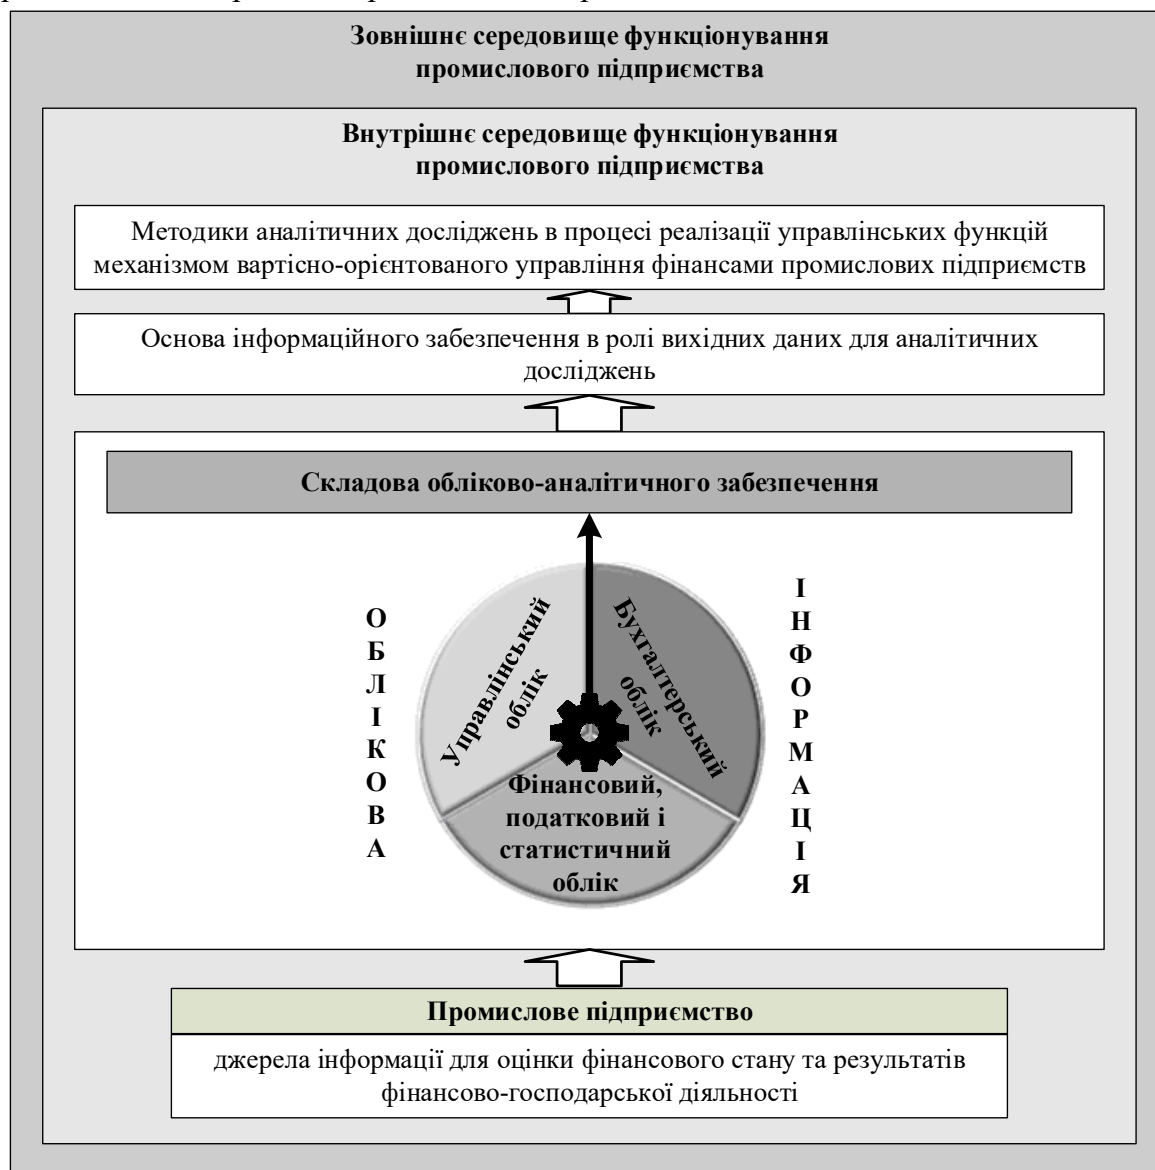 Зовнішнє середовище функціонування
промислового підприємства
Внутрішнє середовище функціонування
промислового підприємства
Методики аналітичних досліджень в процесі реалізації управлінських функцій
механізмом вартісно-орієнтованого управління фінансами промислових підприємств
Основа інформаційного забезпечення в ролі вихідних даних для аналітичних
досліджень
Складова обліково-аналітичного забезпечення
ОБЛІКОВА
Управлінський
облік
Бухгалтерський
облік
Фінансовий,
податковий і
статистичний
облік
ІНФОРМАЦІЯ
Промислове підприємство
джерела інформації для оцінки фінансового стану та результатів
фінансово-господарської діяльності